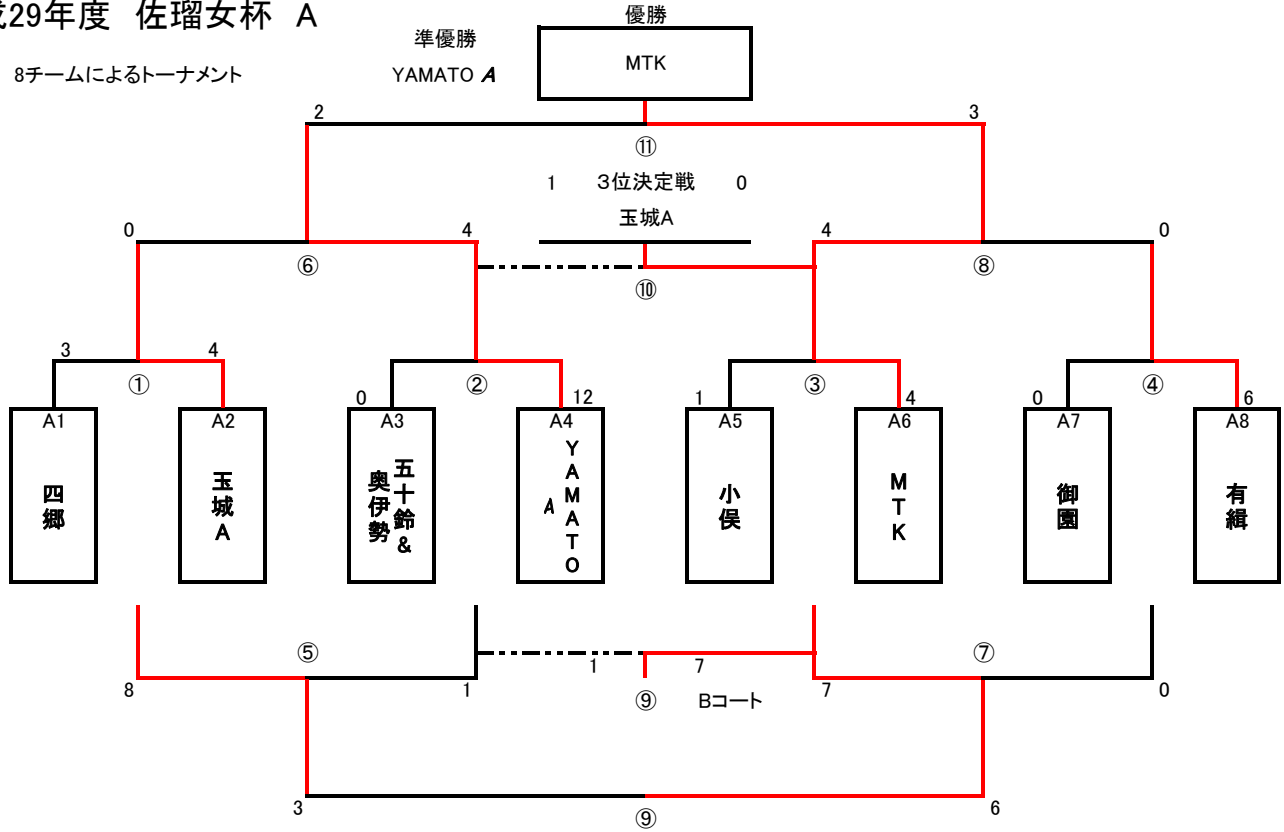 29年度 佐瑠女杯 A
優勝
準優勝
8チームによるトーナメント
YAMATO A
MTK
2
3
⑪
1 3位決定戦 0
玉城A
0
4
4
0
⑥
⑧
⑩
3
4
①
②
③
④
0
12
1
4
0
6
A1
A2
A3
A4
A5
A6
A7
A8
四郷
玉城A
五十鈴&
奥伊勢
YAMATO
A
小俣
MTK
御園
有緝
⑤
⑦
1
7
8
1
⑨ Bコート
7
0
3
⑨
6